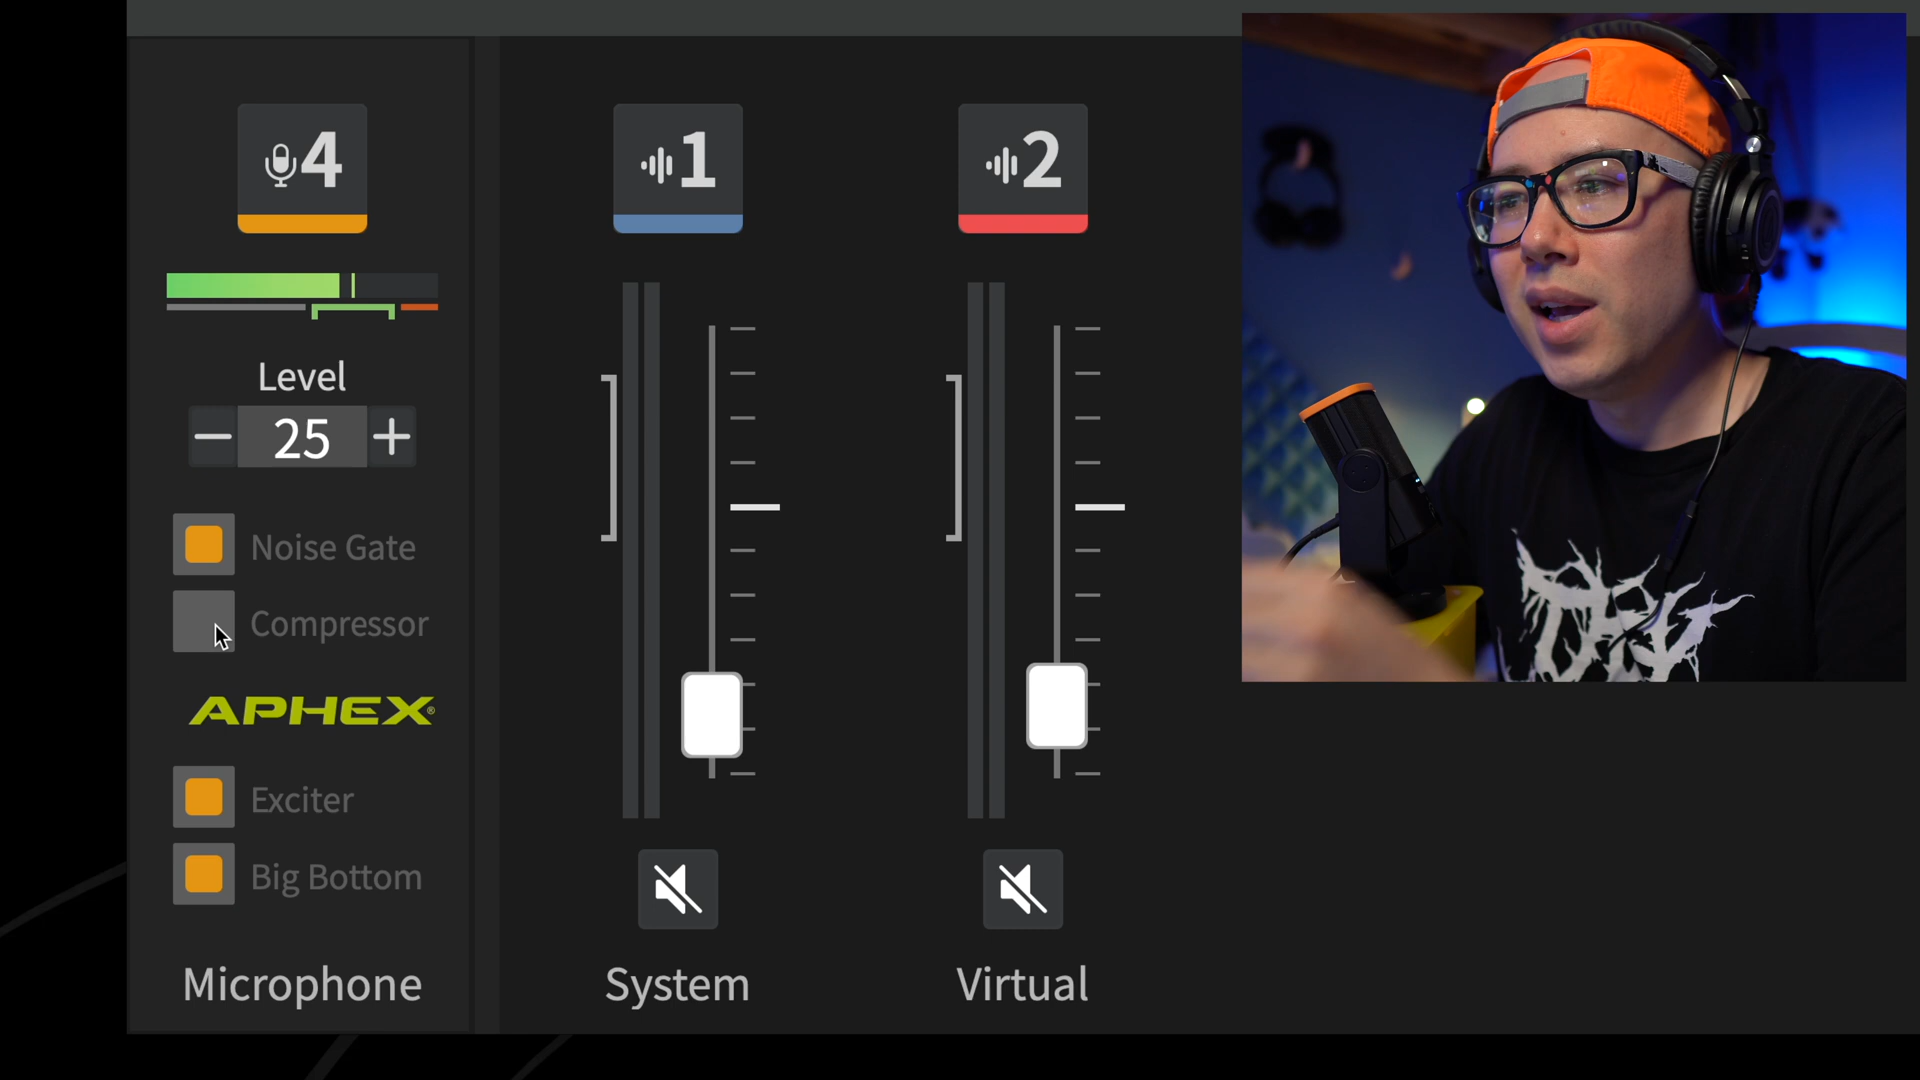 4
1
2
Level
25
Noise Gate
Compressor
APHEX®
Exciter
Big Bottom
Microphone
System
Virtual